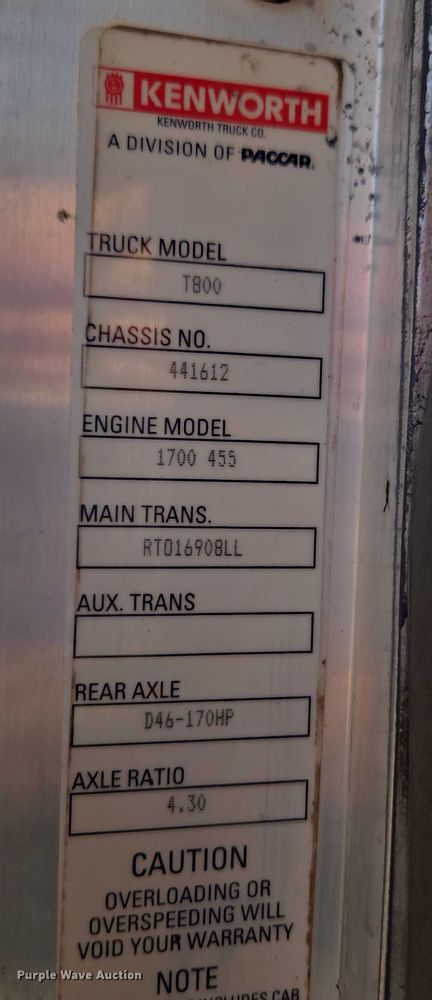 KENWORTH
KENWORTH TRUCK CO.
A DIVISION OF PACCAR.
TRUCK MODEL
T800
CHASSIS NO.
441612
ENGINE MODEL
1700 455
MAIN TRANS.
RTO16908LL
AUX. TRANS
REAR AXLE
D46-170HP
AXLE RATIO
4.30
CAUTION
OVERLOADING OR
OVERSPEEDING WILL
VOID YOUR WARRANTY
NOTE
INCLUDES CAB
Purple Wave Auction